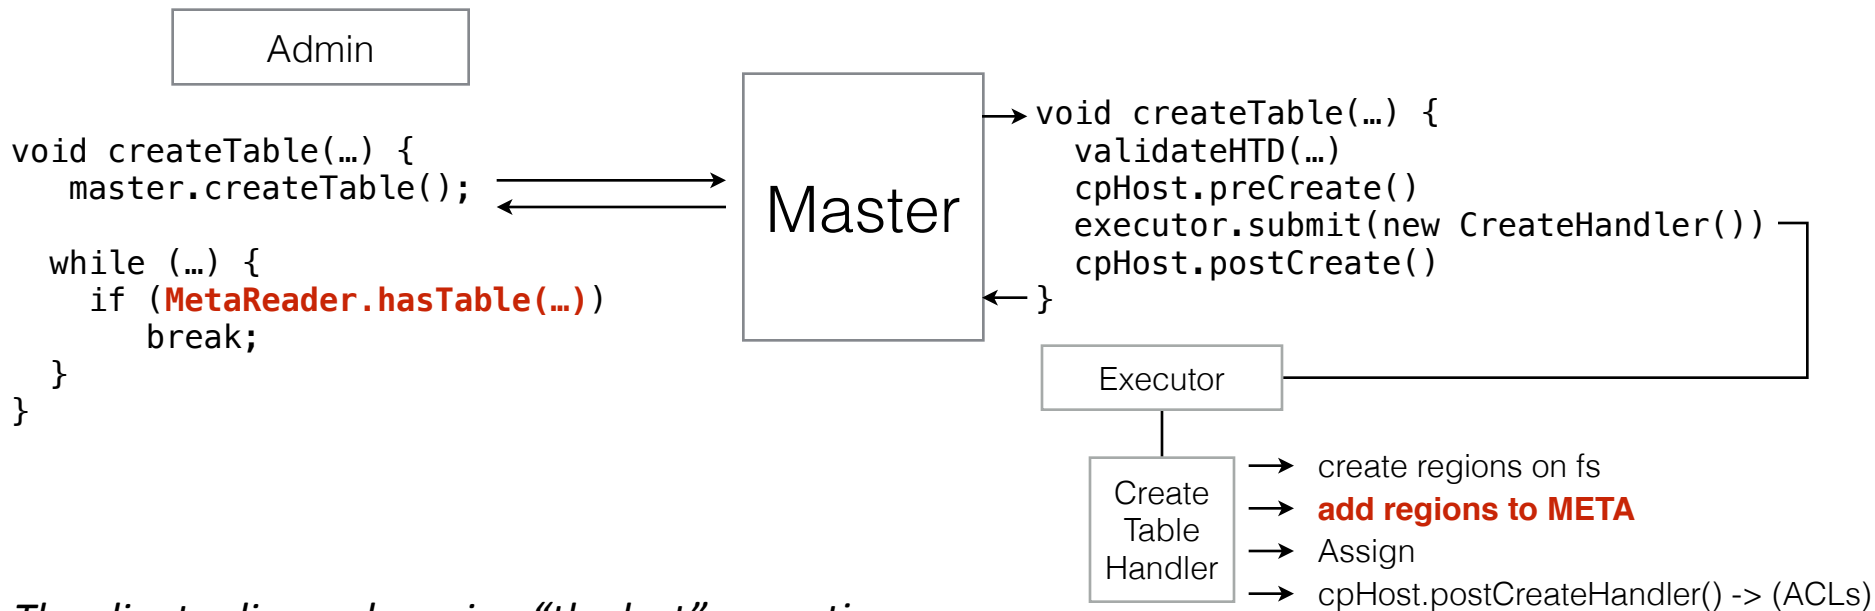 Admin
void createTable(…) {
master.createTable();
while (…) {
if (MetaReader.hasTable(…))
break;
}
}
Master
void createTable(…) {
validateHTD(…)
cpHost.preCreate()
executor.submit(new CreateHandler())
cpHost.postCreate()
}
Executor
Create
Table
Handler
create regions on fs
add regions to META
Assign
cpHost.postCreateHandler() -> (ACLs)